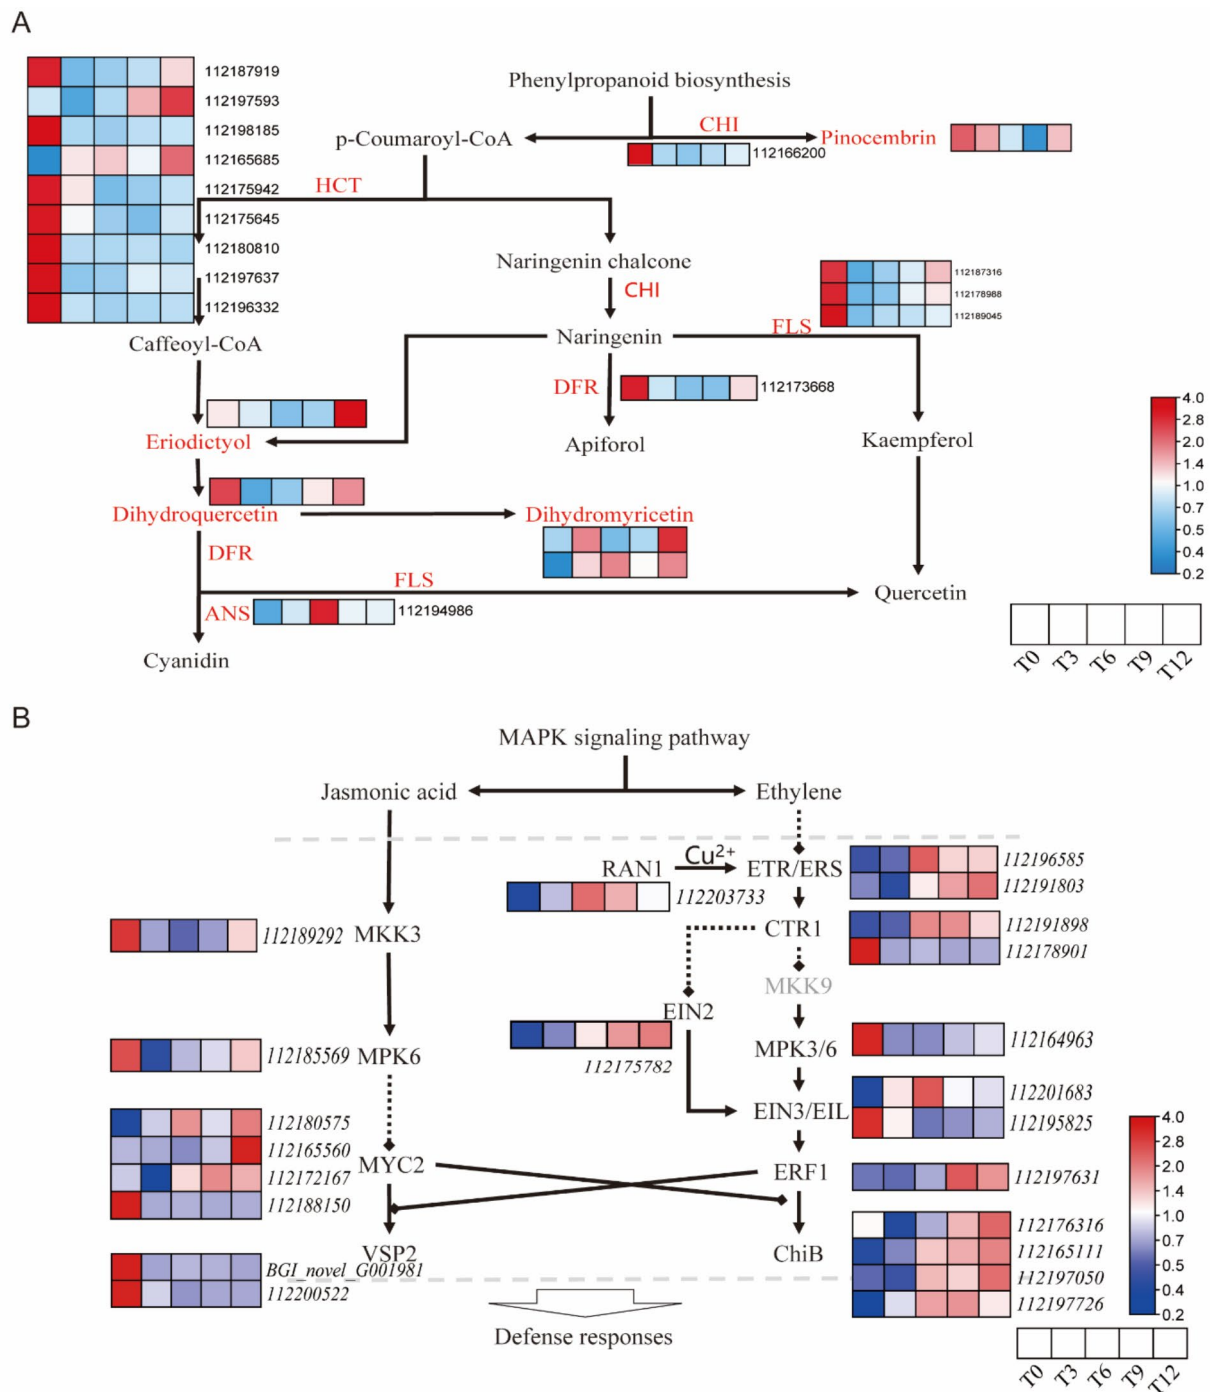 A
112187919
112197593
112198185
112165685
112175942
112175645
112180810
112197637
112196332
Phenylpropanoid biosynthesis
p-Coumaroyl-CoA
CHI
Pinocembrin
112166200
HCT
Naringenin chalcone
CHI
112187316
112178988
112189045
Caffeoyl-CoA
Naringenin
FLS
DFR
112173668
Eriodictyol
Apiforol
Kaempferol
4.0
2.8
2.0
1.4
1.0
0.7
0.5
0.4
0.2
Dihydroquercetin
Dihydromyricetin
DFR
FLS
ANS
112194986
Quercetin
Cyanidin
T0
T3
T6
T9
T12
B
MAPK signaling pathway
Jasmonic acid
Ethylene
RAN1
Cu2+
ETR/ERS
112196585
112191803
112203733
112189292
MKK3
CTR1
112191898
112178901
MKK9
EIN2
112185569
MPK6
112175782
MPK3/6
112164963
EIN3/EIL
112201683
112195825
112180575
112165560
112172167
112188150
MYC2
ERF1
112197631
VSP2
ChiB
BGI_novel_G001981
112200522
112176316
112165111
112197050
112197726
4.0
2.8
2.0
1.4
1.0
0.7
0.5
0.4
0.2
Defense responses
T0
T3
T6
T9
T12